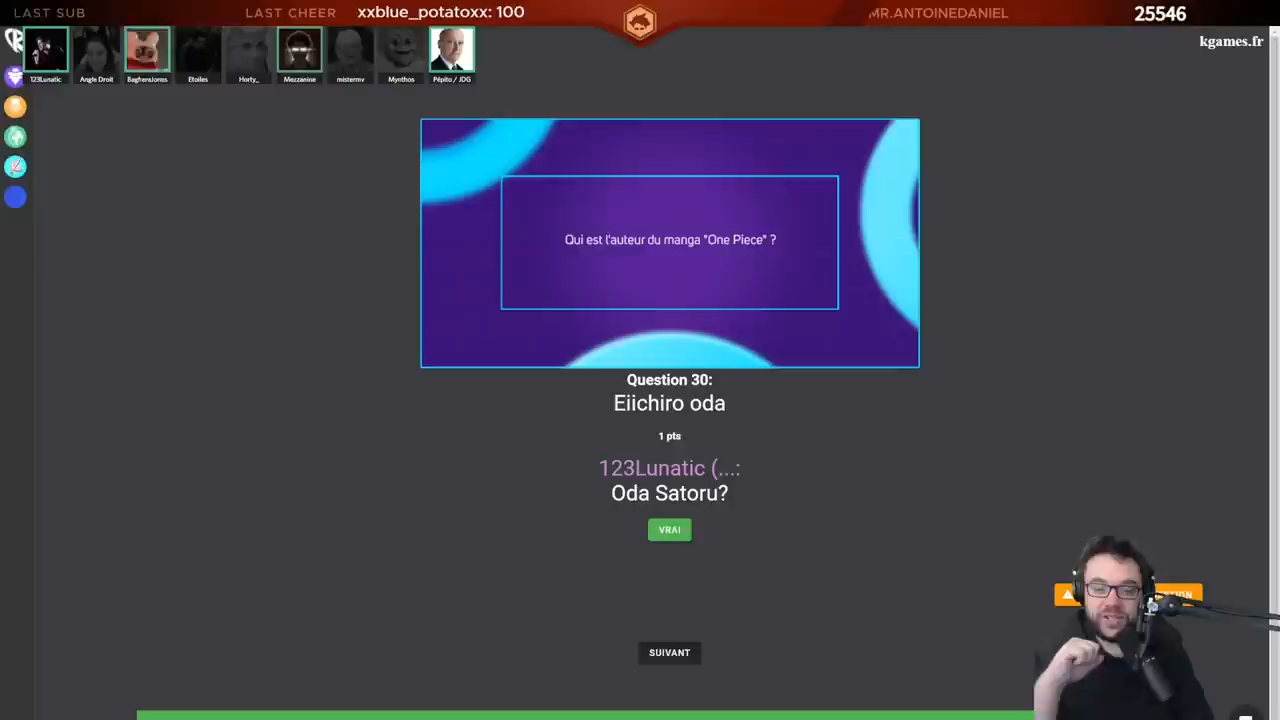 LAST SUB
LAST CHEER
xxblue_potatoxx: 100
MR.ANTOINEDANIEL
25546
kgames.fr
123Lunatic
Angle Droit
BagheraJones
Etoiles
Horty_
Mezzanine
mistermv
Mynthos
Pépito / JDG
Qui est l'auteur du manga "One Piece" ?
Question 30:
Eiichiro oda
1 pts
123Lunatic (...:
Oda Satoru?
VRAI
SUIVANT